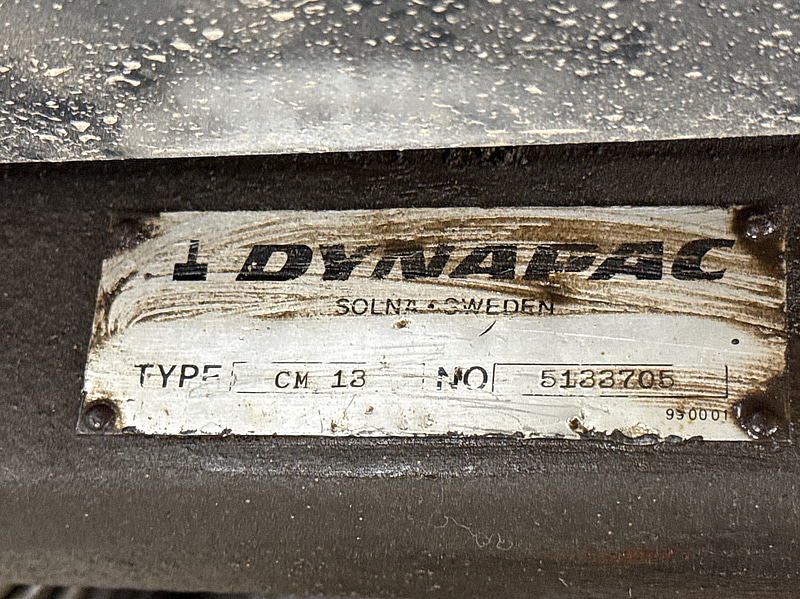 DYNAPAC
SOLNA • SWEDEN
TYPE CM 13 NO 5133705
990001